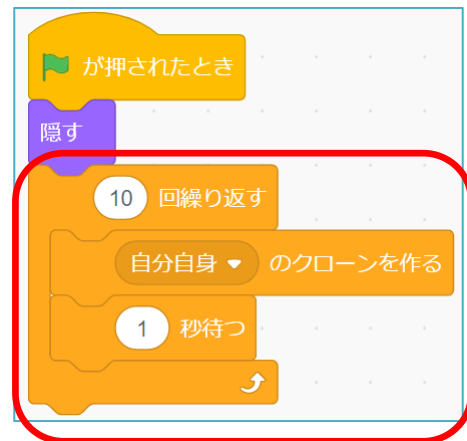 が押されたとき
隠す
10 回繰り返す
自分自身 のクローンを作る
1 秒待つ